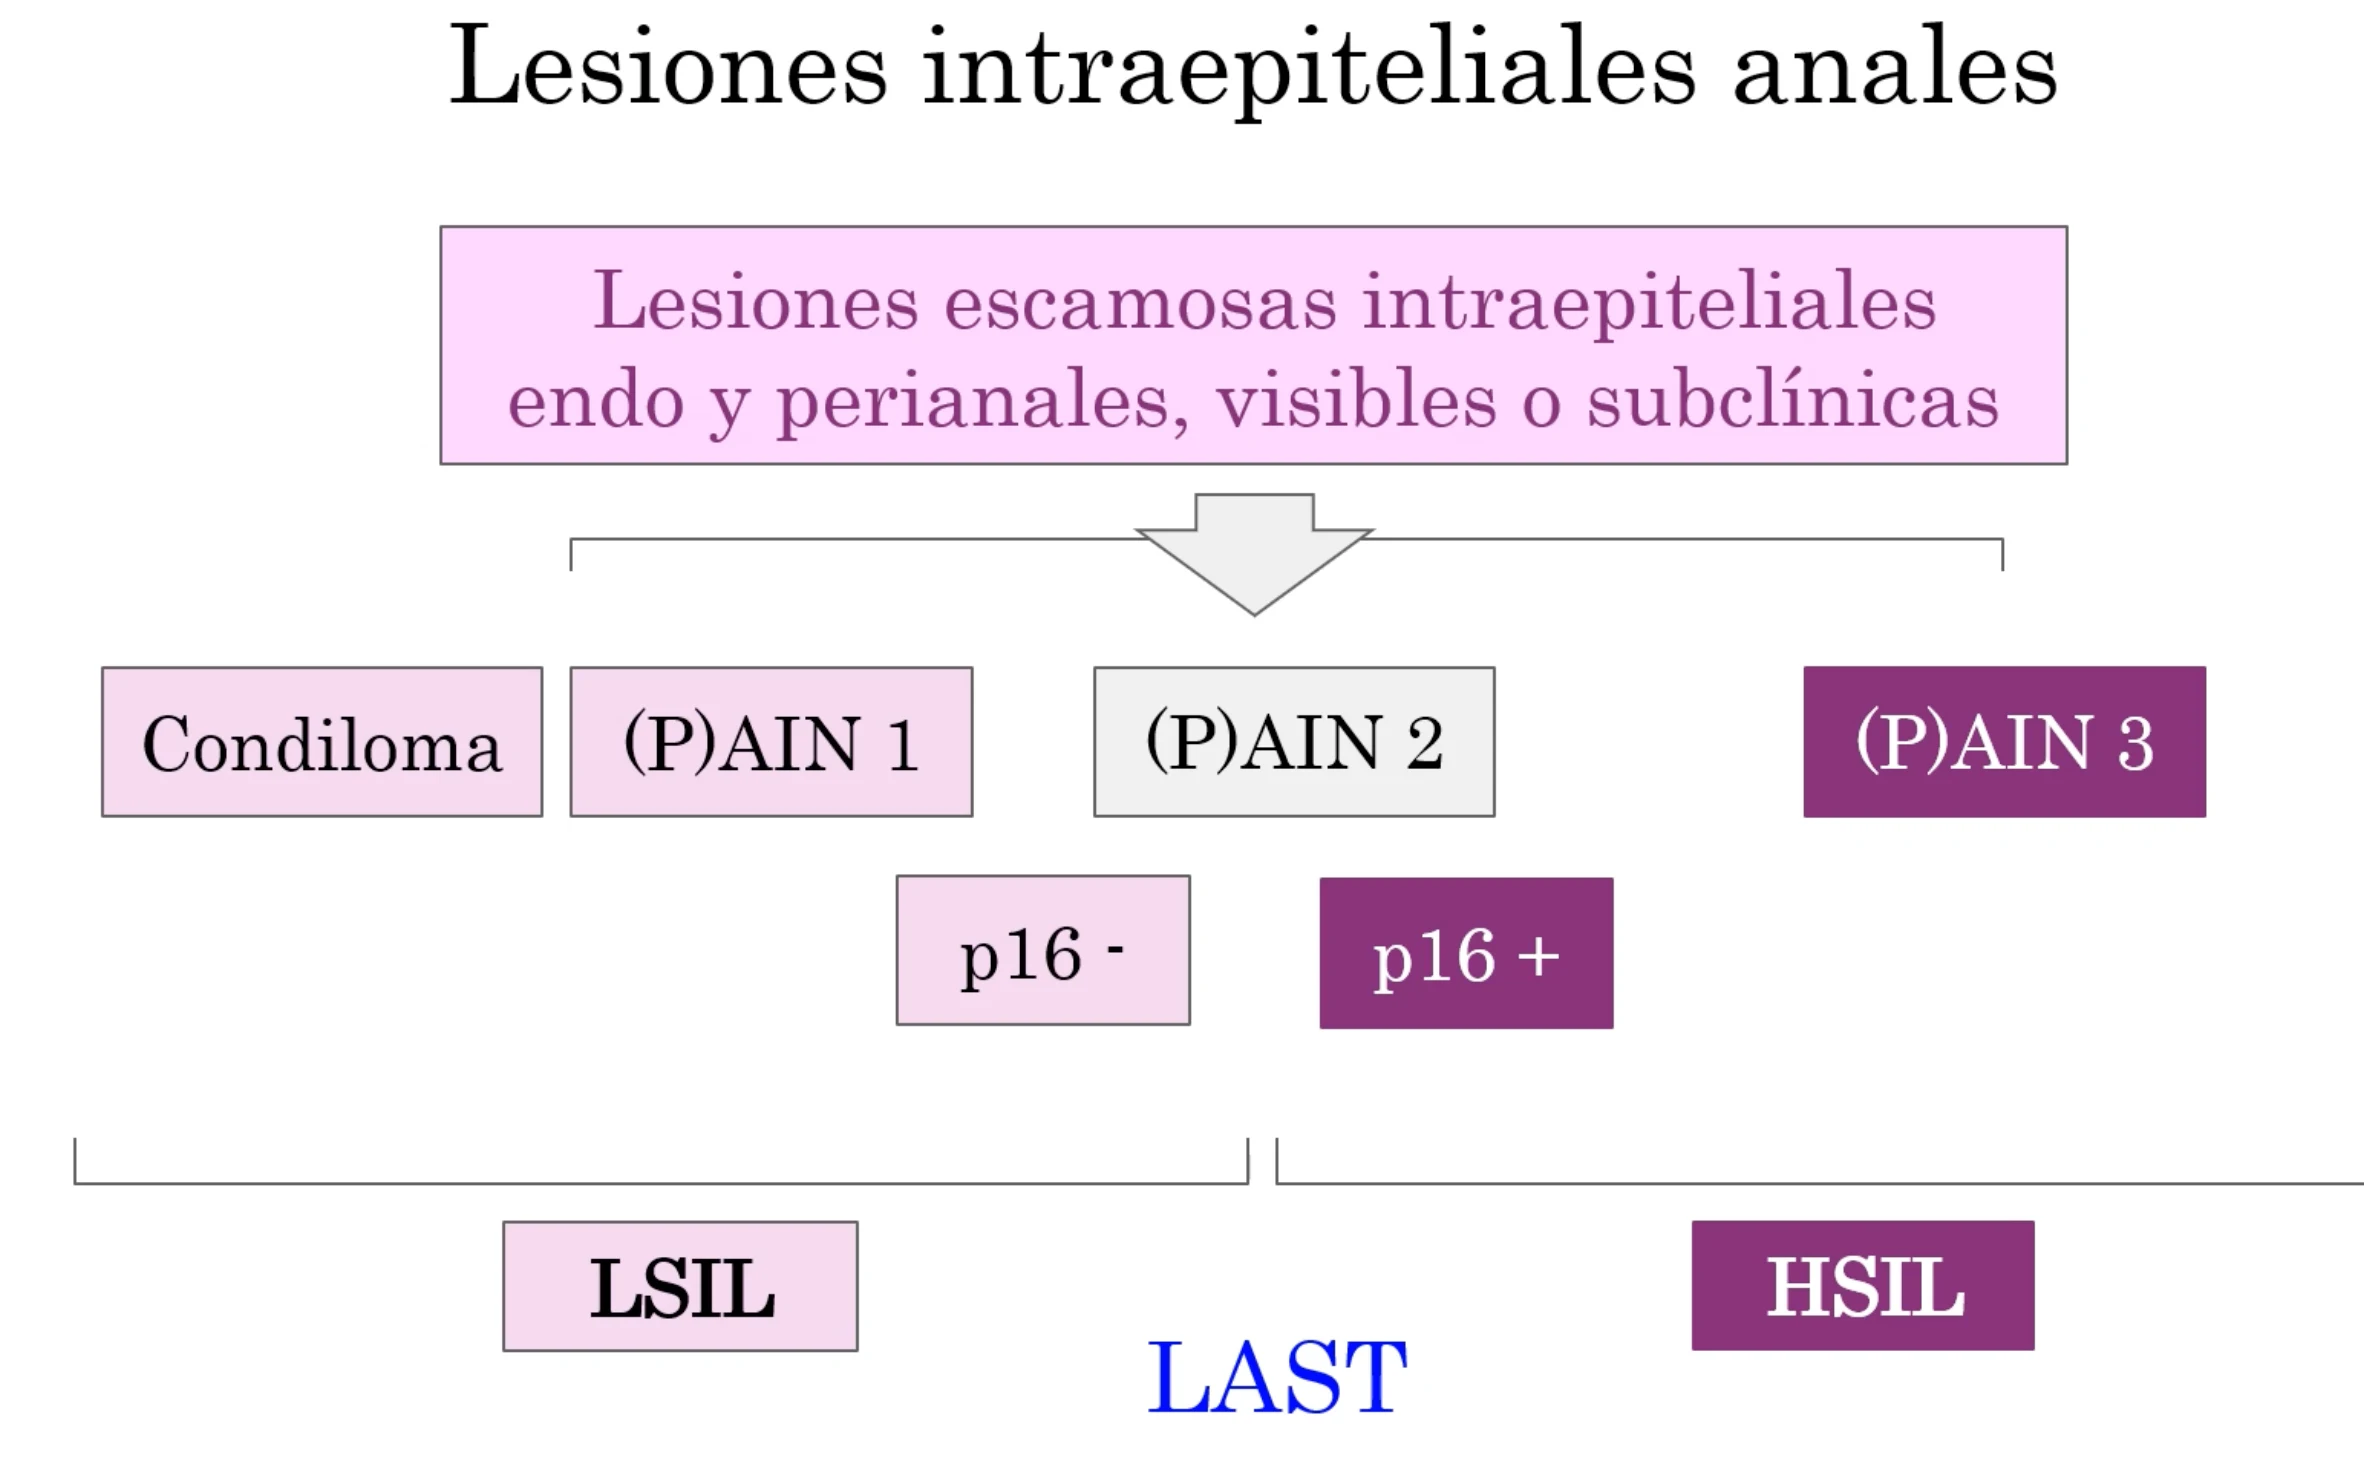 Lesiones intraepiteliales anales
Lesiones escamosas intraepiteliales
endo y perianales, visibles o subclínicas
Condiloma
(P)AIN 1
(P)AIN 2
(P)AIN 3
p16 -
p16 +
LSIL
HSIL
LAST